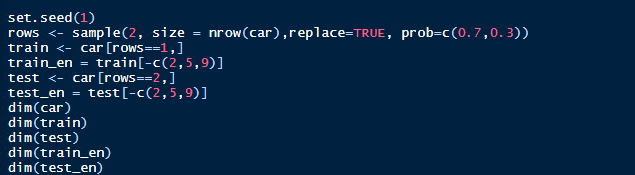 set.seed(1)
rows <- sample(2, size = nrow(car),replace=TRUE, prob=c(0.7,0.3))
train <- car[rows==1,]
train_en = train[-c(2,5,9)]
test <- car[rows==2,]
test_en = test[-c(2,5,9)]
dim(car)
dim(train)
dim(test)
dim(train_en)
dim(test_en)